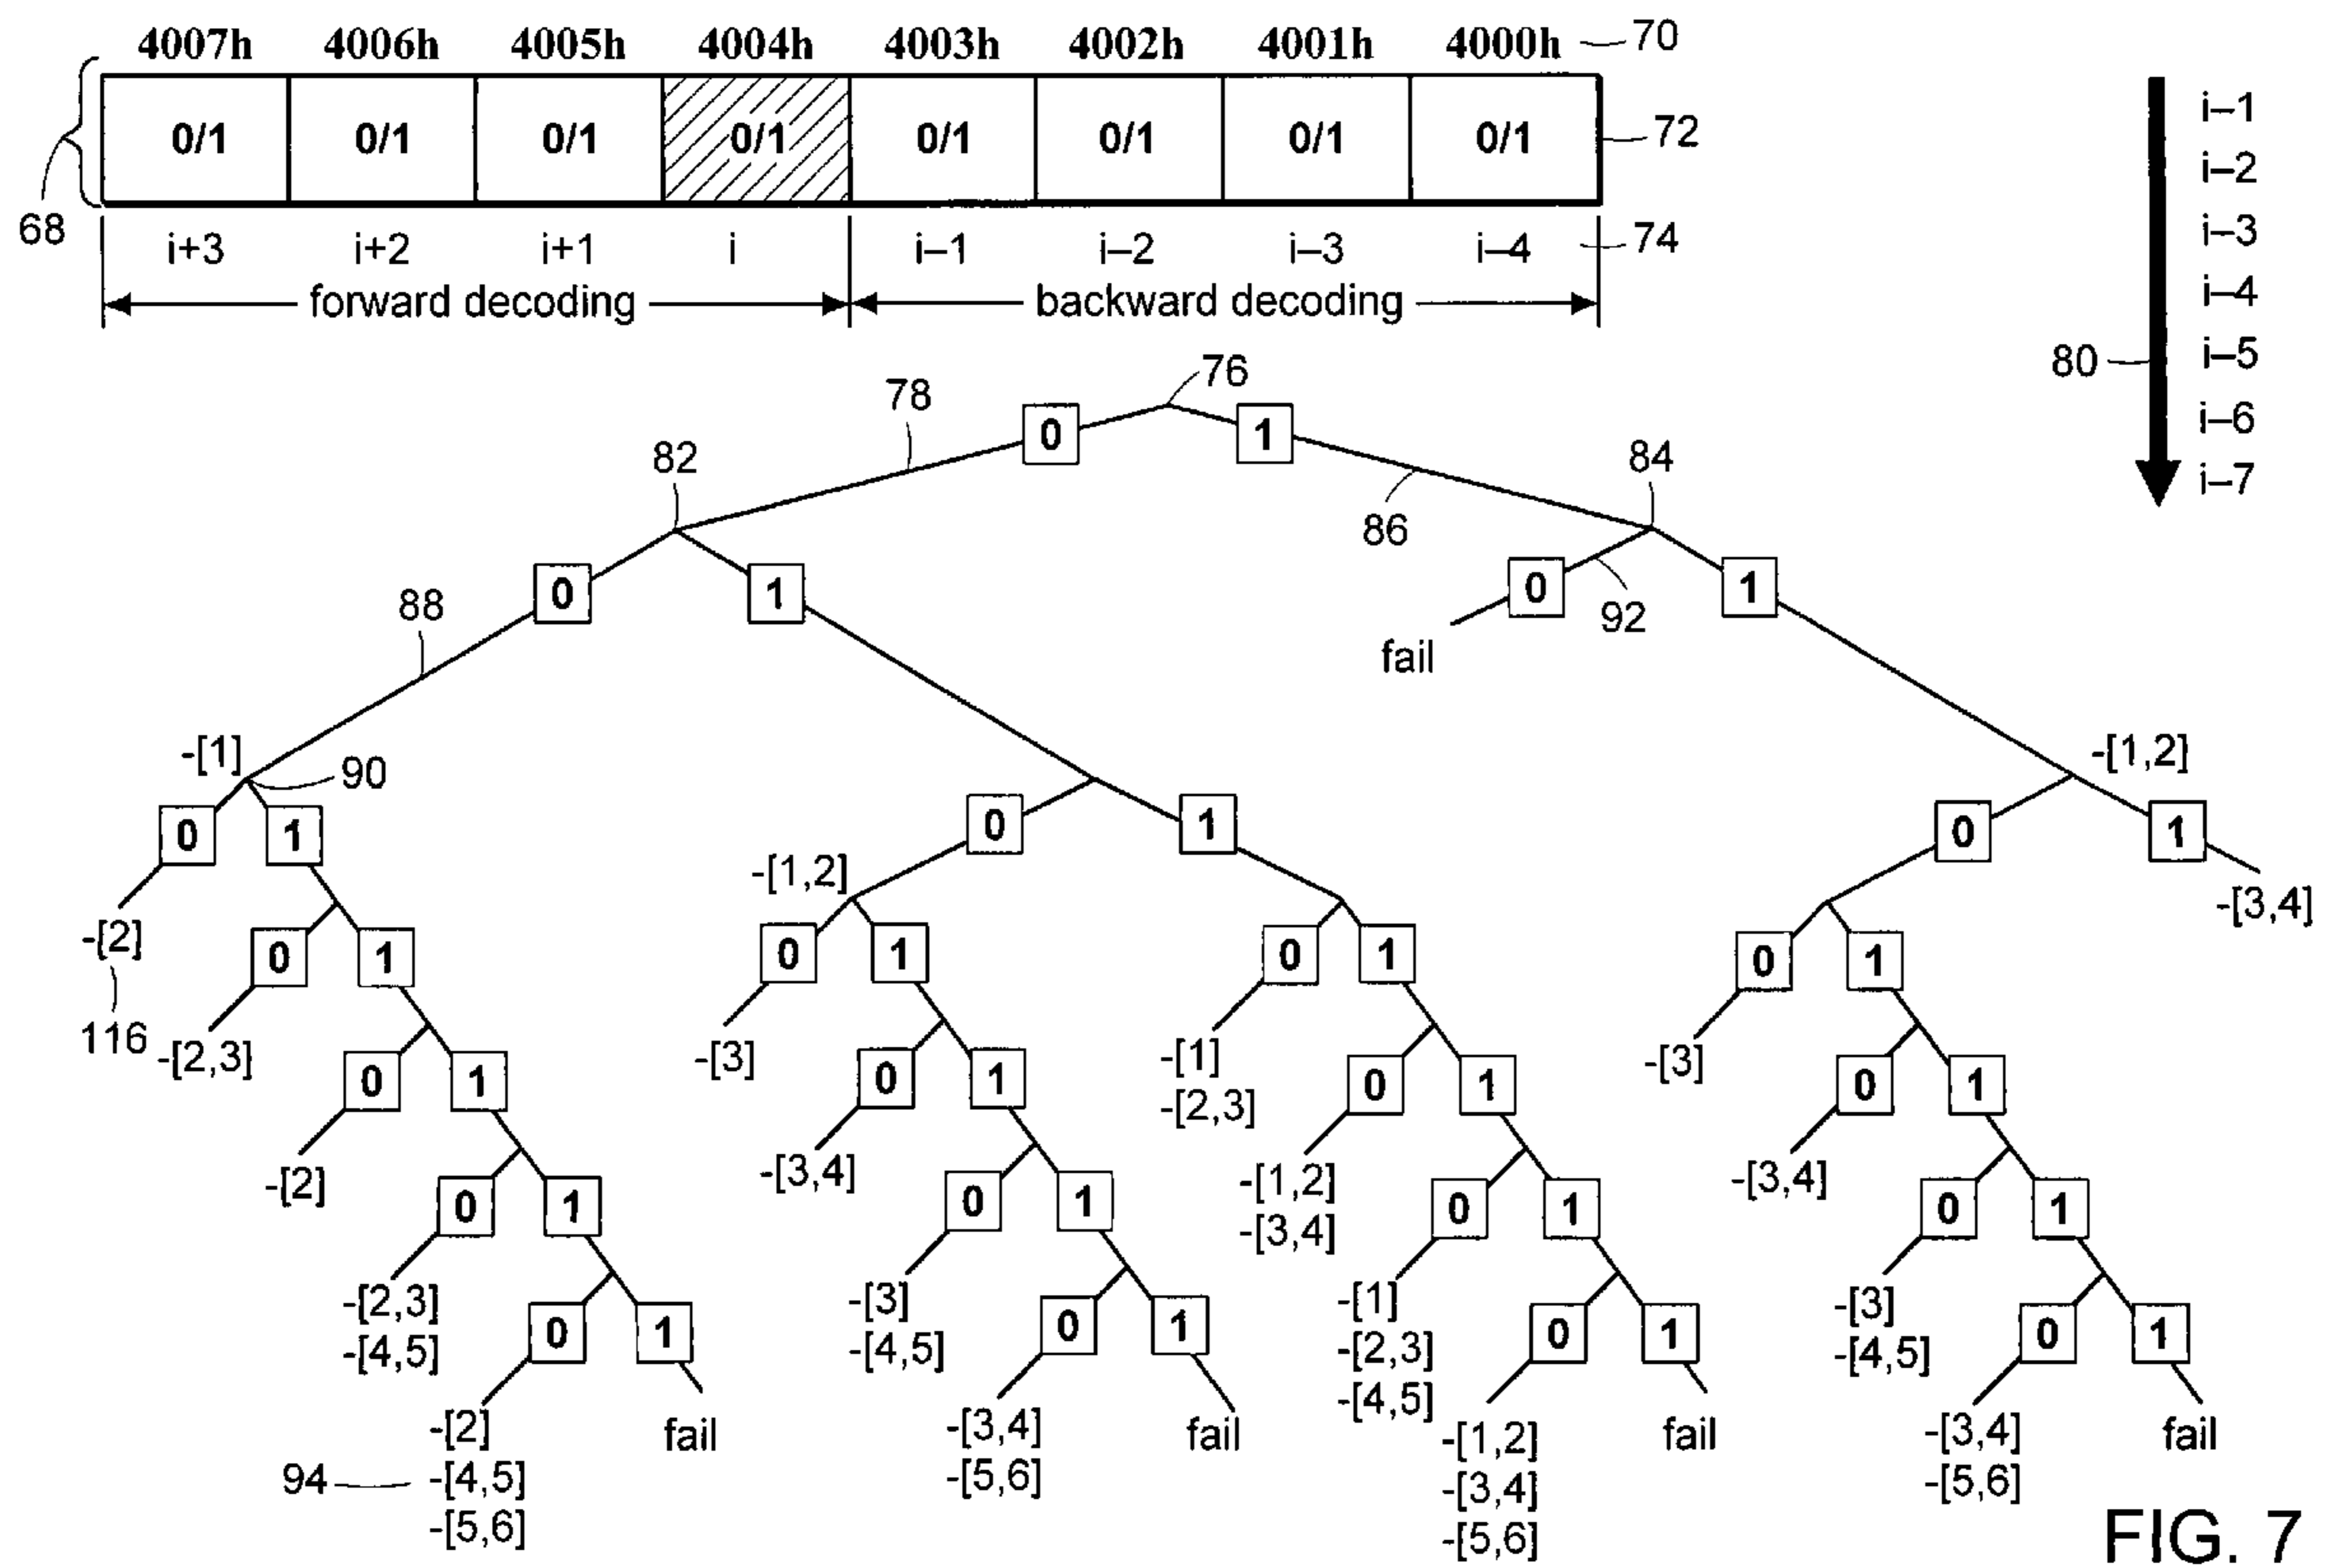 4007h 4006h 4005h 4004h 4003h 4002h 4001h 4000h 70
0/1 0/1 0/1 0/1 0/1 0/1 0/1 0/1 72
68
i+3 i+2 i+1 i i–1 i–2 i–3 i–4 74
forward decoding backward decoding
i–1
i–2
i–3
i–4
80 i–5
i–6
i–7
76
78
0 1
82 84
86
0 1 0 1
88 92
fail
-[1] 90 -[1,2]
0 1 0 1 0 1
-[1,2] -[3,4]
-[2] 0 1 0 1 0 1 0 1
116 -[2,3] -[3] -[1] -[3]
-[2,3]
0 1 0 1 0 1 0 1
-[2] -[3,4] -[1,2] -[3,4]
-[3,4]
0 1 0 1 0 1 0 1
-[2,3] -[3] -[1] -[3]
-[4,5] -[4,5] -[2,3] -[4,5]
-[4,5]
0 1 0 1 0 1 0 1
-[2] fail -[3,4] fail -[1,2] fail -[3,4] fail
94 -[4,5] -[5,6] -[3,4] -[5,6]
-[5,6] -[5,6]
FIG. 7